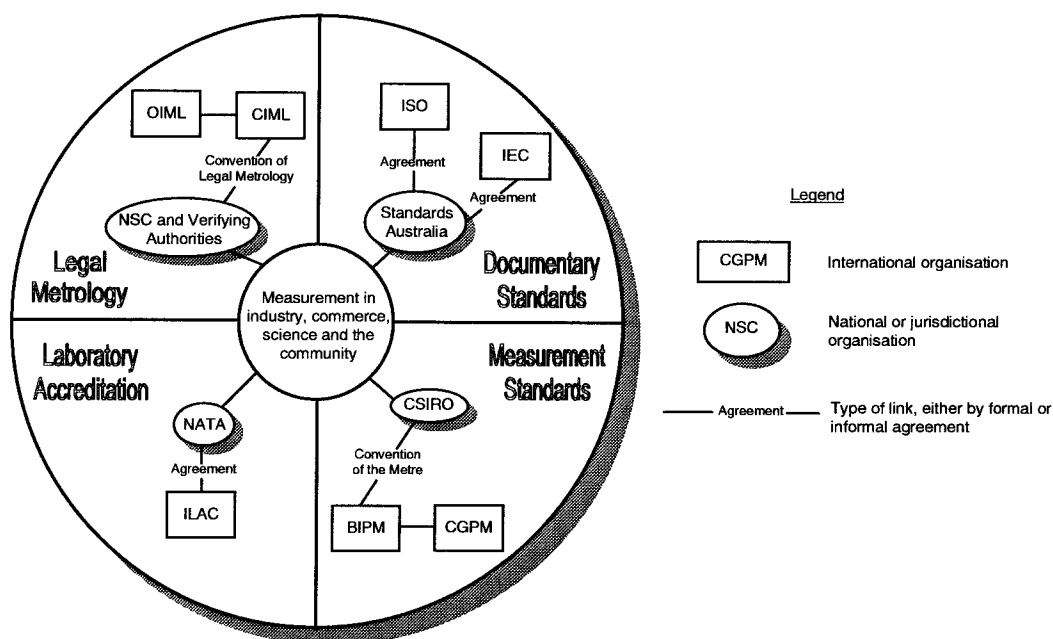 OIML
CIML
Convention of
Legal Metrology
NSC and Verifying
Authorities
Legal
Metrology
ISO
Agreement
IEC
Agreement
Standards
Australia
Documentary
Standards
Measurement in
industry, commerce,
science and the
community
Laboratory
Accreditation
NATA
Agreement
ILAC
Measurement
Standards
CSIRO
Convention
of the Metre
BIPM
CGPM
Legend
CGPM
International organisation
NSC
National or jurisdictional
organisation
Agreement
Type of link, either by formal or
informal agreement